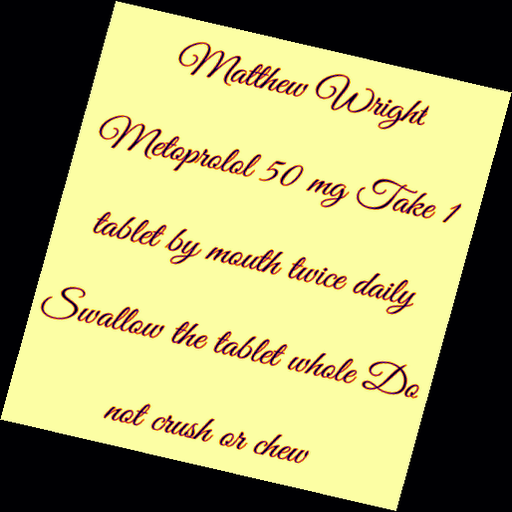 Matthew Wright
Metoprolol 50 mg Take 1
tablet by mouth twice daily
Swallow the tablet whole Do
not crush or chew